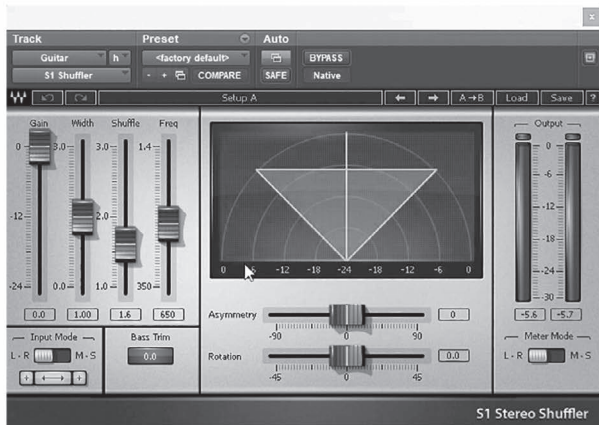 x
Track Preset Auto
Guitar h <factory default> BYPASS
S1 Shuffler - + COMPARE SAFE Native
Setup A A→B Load Save ?
Gain Width Shuffle Freq Output
0 3.0 3.0 1.4 0
-6
-12 2.0 -12
-18
-24 0.0 1.0 350 -24
-30
0 -12 -18 -24 -18 -12 -6 0
0.0 1.00 1.6 650 -5.6 -5.7
Asymmetry 0
-90 0 90
Input Mode Bass Trim Meter Mode
L - R M - S 0.0 Rotation 0.0 L - R M - S
-45 0 45
S1 Stereo Shuffler